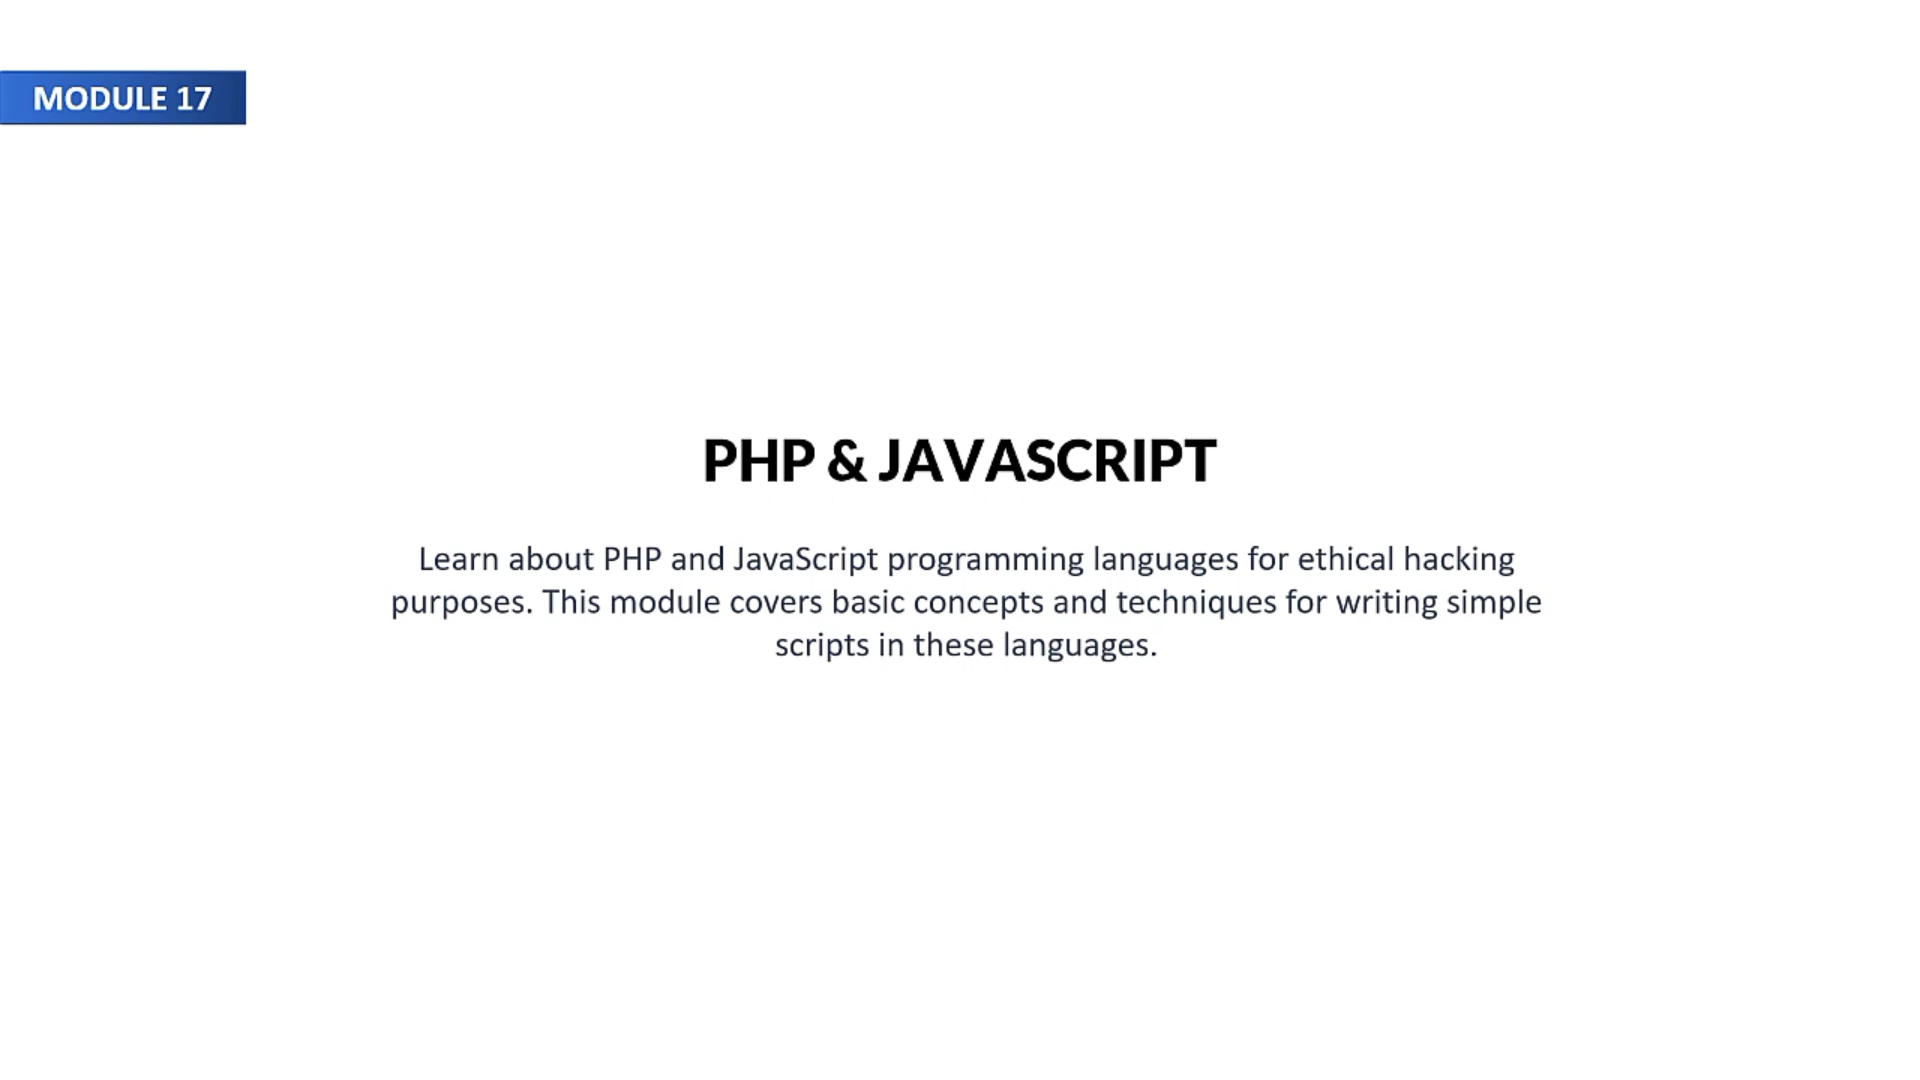 MODULE 17
PHP & JAVASCRIPT
Learn about PHP and JavaScript programming languages for ethical hacking
purposes. This module covers basic concepts and techniques for writing simple
scripts in these languages.